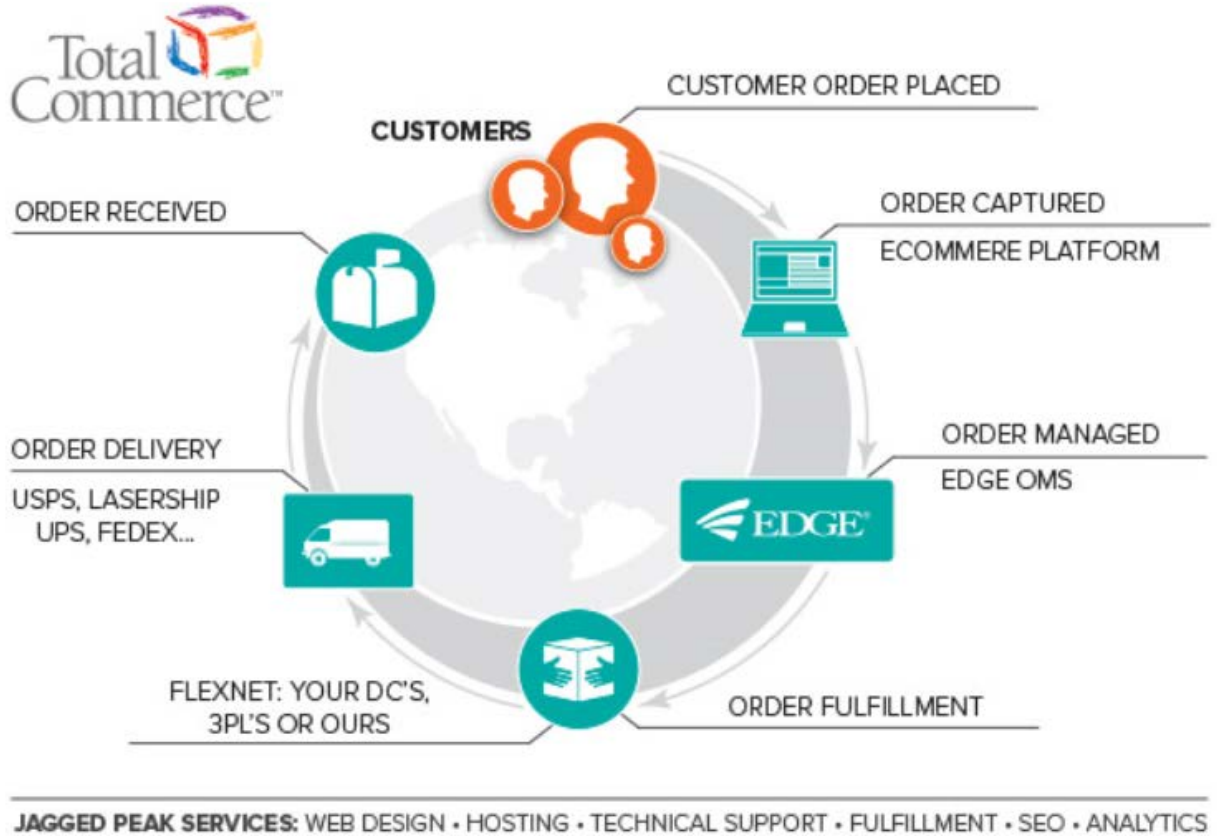 Total
Commerce™
CUSTOMER ORDER PLACED
CUSTOMERS
ORDER RECEIVED
ORDER CAPTURED
ECOMMERE PLATFORM
ORDER DELIVERY
USPS, LASERSHIP
UPS, FEDEX...
ORDER MANAGED
EDGE OMS
EDGE®
FLEXNET: YOUR DC'S,
3PL'S OR OURS
ORDER FULFILLMENT
JAGGED PEAK SERVICES: WEB DESIGN • HOSTING • TECHNICAL SUPPORT • FULFILLMENT • SEO • ANALYTICS